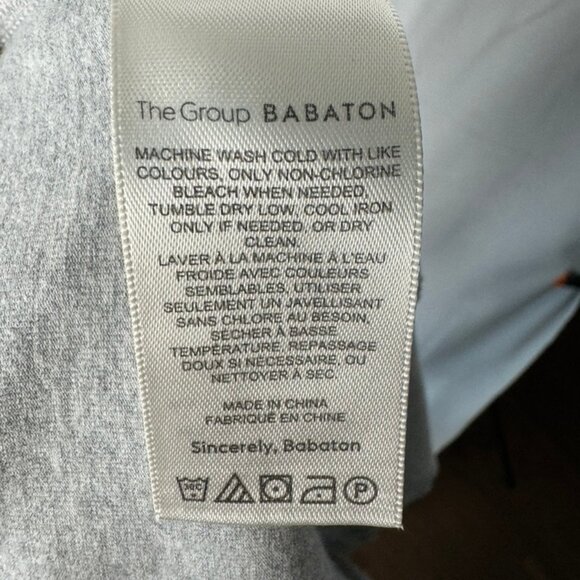 The Group BABATON
MACHINE WASH COLD WITH LIKE
COLOURS, ONLY NON-CHLORINE
BLEACH WHEN NEEDED,
TUMBLE DRY LOW, COOL IRON
ONLY IF NEEDED, OR DRY
CLEAN.
LAVER À LA MACHINE À L'EAU
FROIDE AVEC COULEURS
SEMBLABLES, UTILISER
SEULEMENT UN JAVELLISANT
SANS CHLORE AU BESOIN,
SÉCHER À BASSE
TEMPÉRATURE, REPASSAGE
DOUX SI NECESSAIRE, OU
NETTOYER À SEC.
MADE IN CHINA
FABRIQUÉ EN CHINE
Sincerely, Babaton
30C P